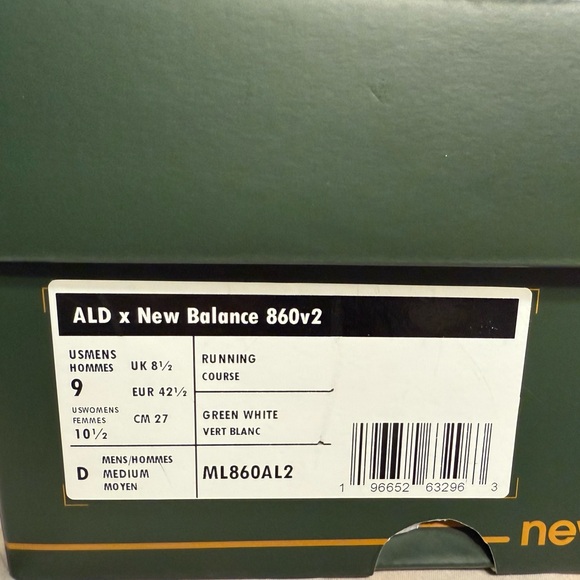 ALD x New Balance 860v2
USMENS
HOMMES
9
UK 8½
EUR 42½
USWOMENS
FEMMES
10½
CM 27
RUNNING
COURSE
GREEN WHITE
VERT BLANC
D
MENS/HOMMES
MEDIUM
MOYEN
ML860AL2
1 96652 63296 3
new